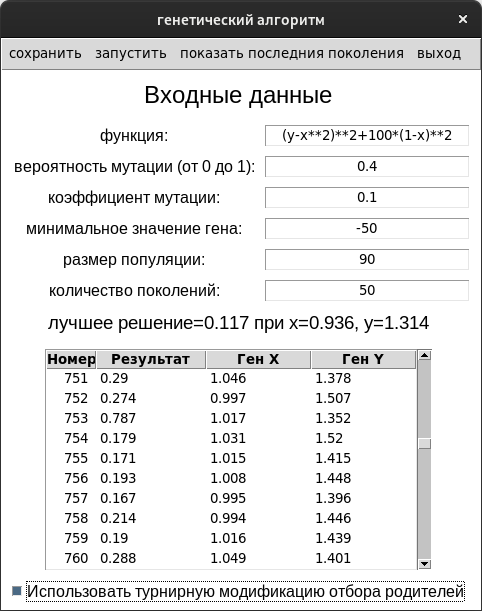 генетический алгоритм
×
сохранить запустить показать последния поколения выход
Входные данные
функция: (y-x**2)**2+100*(1-x)**2
вероятность мутации (от 0 до 1): 0.4
коэффициент мутации: 0.1
минимальное значение гена: -50
размер популяции: 90
количество поколений: 50
лучшее решение=0.117 при x=0.936, y=1.314
Номер Результат Ген X Ген Y
751 0.29 1.046 1.378
752 0.274 0.997 1.507
753 0.787 1.017 1.352
754 0.179 1.031 1.52
755 0.171 1.015 1.415
756 0.193 1.008 1.448
757 0.167 0.995 1.396
758 0.214 0.994 1.446
759 0.19 1.016 1.439
760 0.288 1.049 1.401
Использовать турнирную модификацию отбора родителей